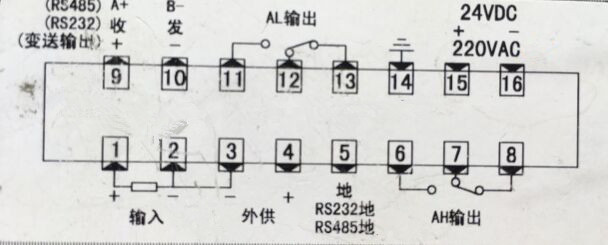 (RS485) A+ B-
(RS232) 收 发
(变送输出) + −
AL输出
24VDC
+ −
220VAC
9 10 11 12 13 14 15 16
1 2 3 4 5 6 7 8
− − + 地
输入 外供 RS232地 AH输出
RS485地